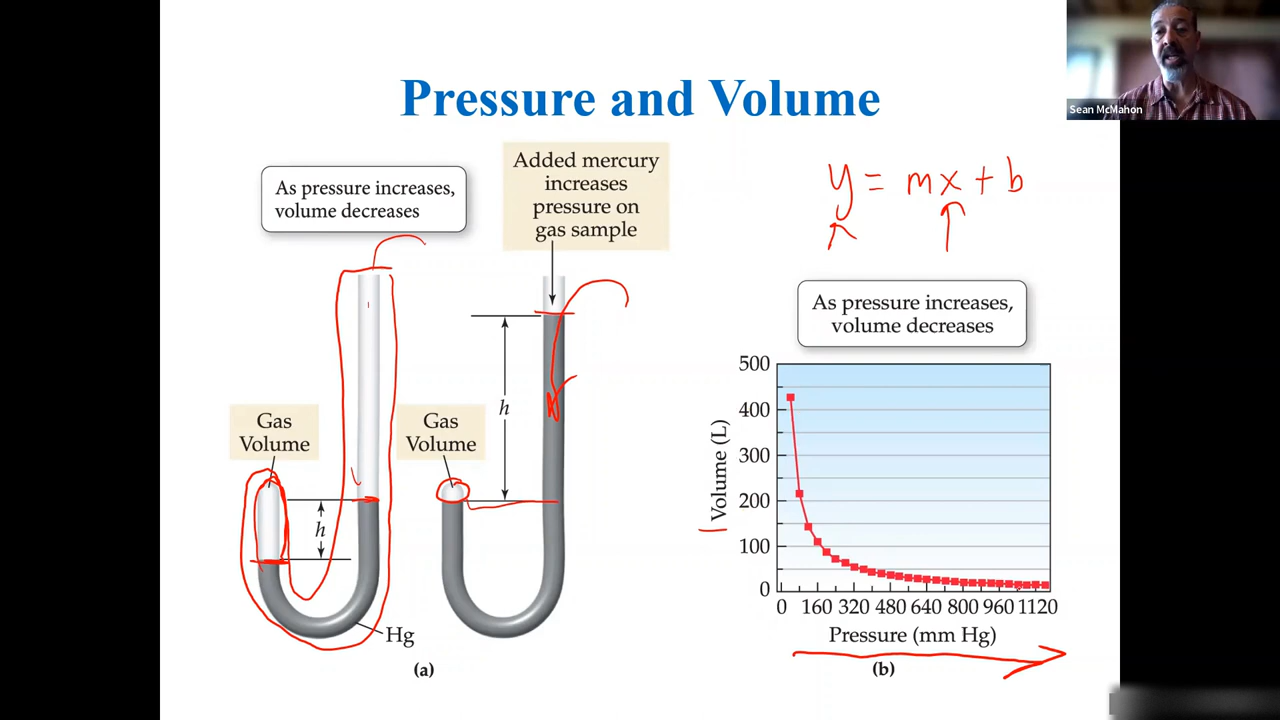 Pressure and Volume
Sean McMahon
As pressure increases,
volume decreases
Added mercury
increases
pressure on
gas sample
y = mx + b
As pressure increases,
volume decreases
Gas
Volume
h
Hg
(a)
Gas
Volume
h
500
400
300
200
100
0
Volume (L)
0 160 320 480 640 800 960 1120
Pressure (mm Hg)
(b)